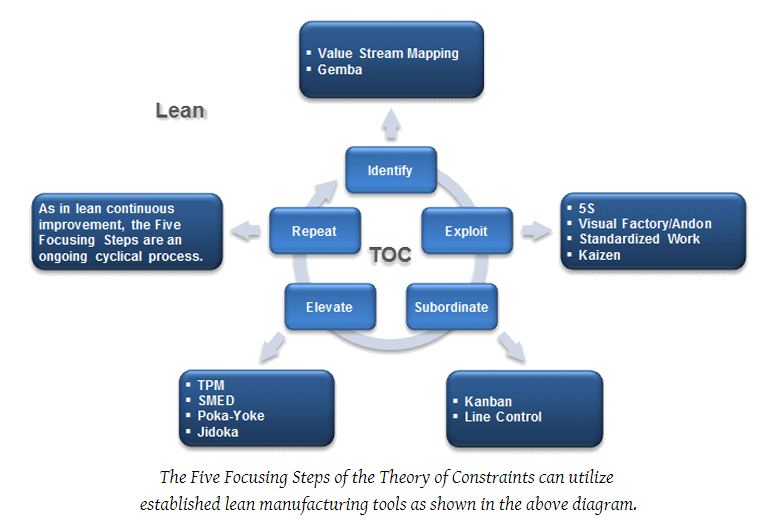 ▪ Value Stream Mapping
▪ Gemba
Lean
Identify
As in lean continuous
improvement, the Five
Focusing Steps are an
ongoing cyclical process.
Repeat
TOC
Exploit
▪ 5S
▪ Visual Factory/Andon
▪ Standardized Work
▪ Kaizen
Elevate
Subordinate
▪ TPM
▪ SMED
▪ Poka-Yoke
▪ Jidoka
▪ Kanban
▪ Line Control
The Five Focusing Steps of the Theory of Constraints can utilize
established lean manufacturing tools as shown in the above diagram.